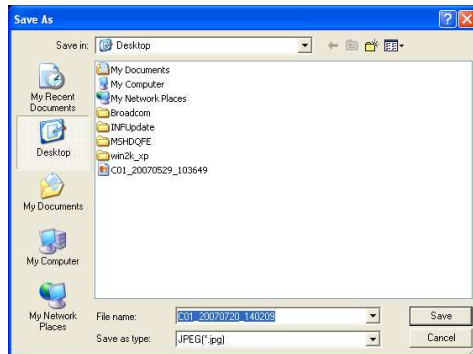 Save As
Save in: Desktop
My Recent Documents
Desktop
My Documents
My Computer
My Network Places
My Documents
My Computer
My Network Places
Broadcom
INFUpdate
MSHDQFE
win2k_xp
C01_20070529_103649
File name: C01_20070720_140209 Save
Save as type: JPEG(*.jpg) Cancel